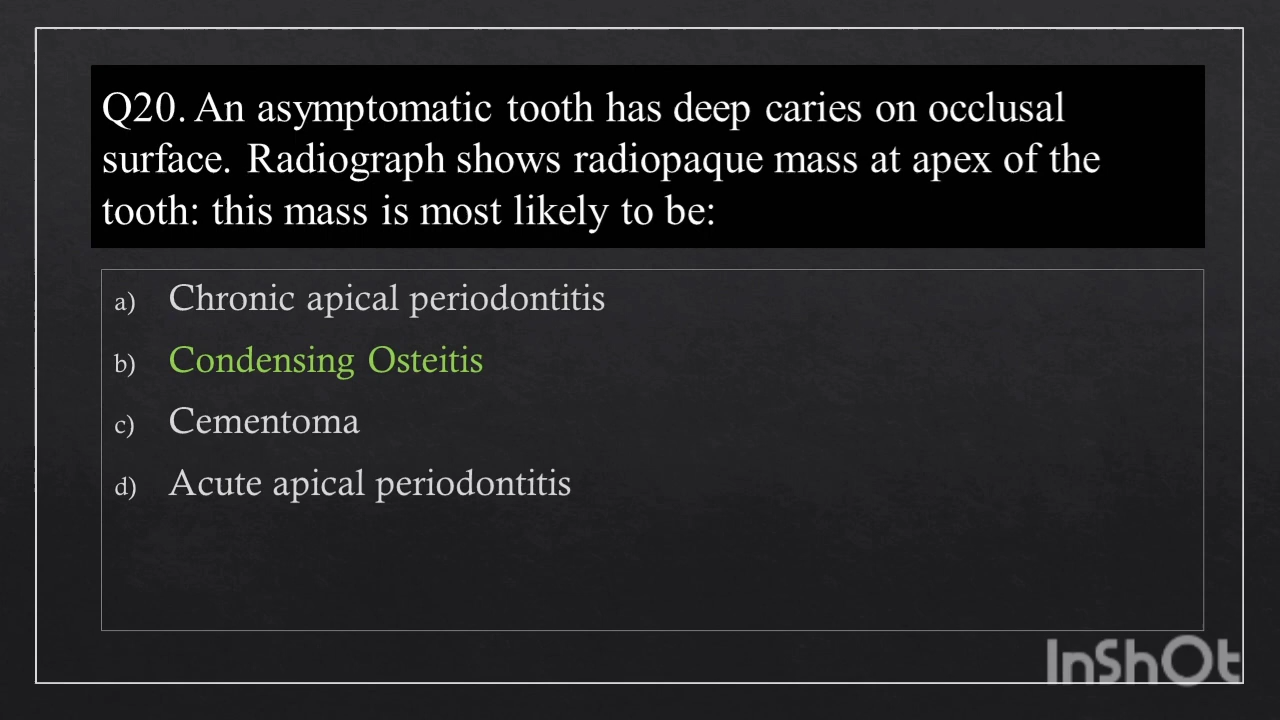 Q20. An asymptomatic tooth has deep caries on occlusal
surface. Radiograph shows radiopaque mass at apex of the
tooth: this mass is most likely to be:
a) Chronic apical periodontitis
b) Condensing Osteitis
c) Cementoma
d) Acute apical periodontitis
InShOt